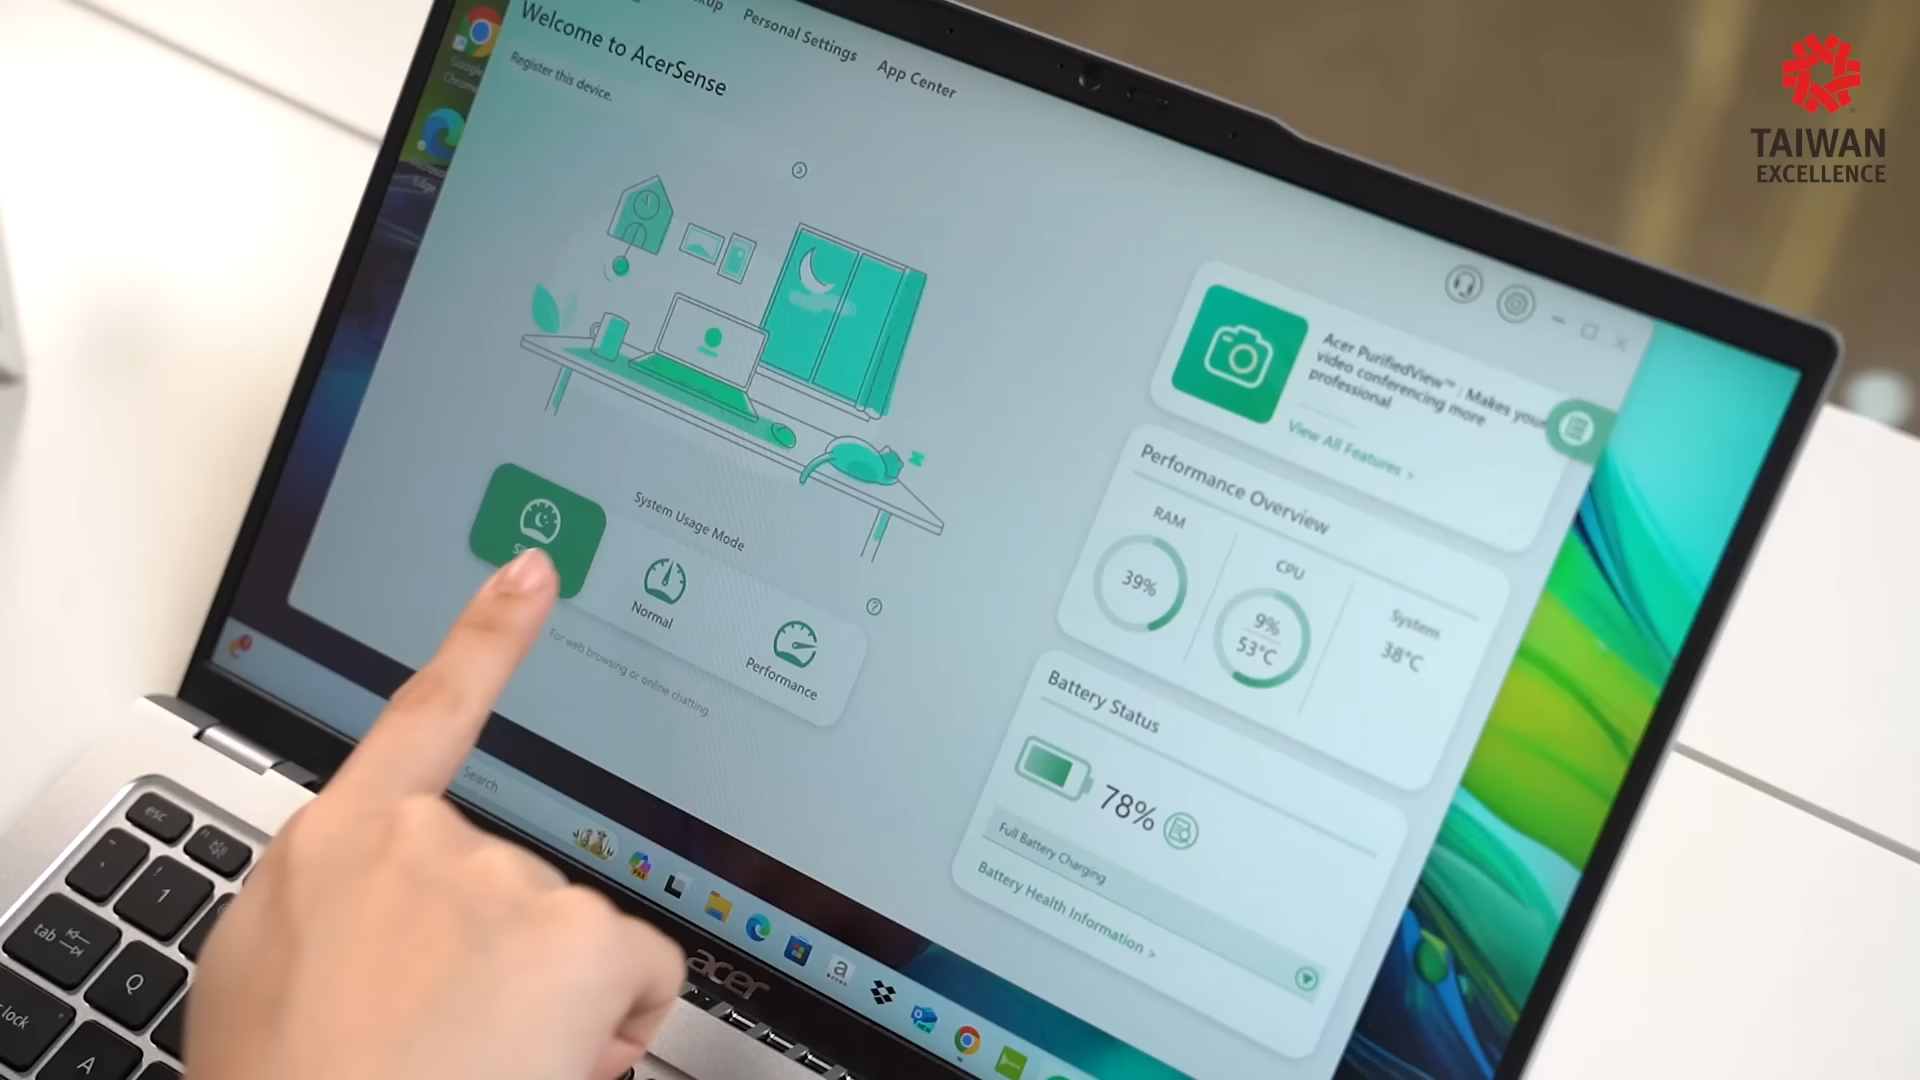 Personal Settings
App Center
Welcome to AcerSense
Register this device.
TAIWAN
EXCELLENCE
Acer PurifiedView™ : Makes your
video conferencing more
professional
View All Features >
Performance Overview
RAM
39%
CPU
9%
53°C
System
38°C
System Usage Mode
Normal
Performance
For web browsing or online chatting
Battery Status
78%
Full Battery Charging
Battery Health Information >
Search
acer
esc
1
tab
Q
lock
A